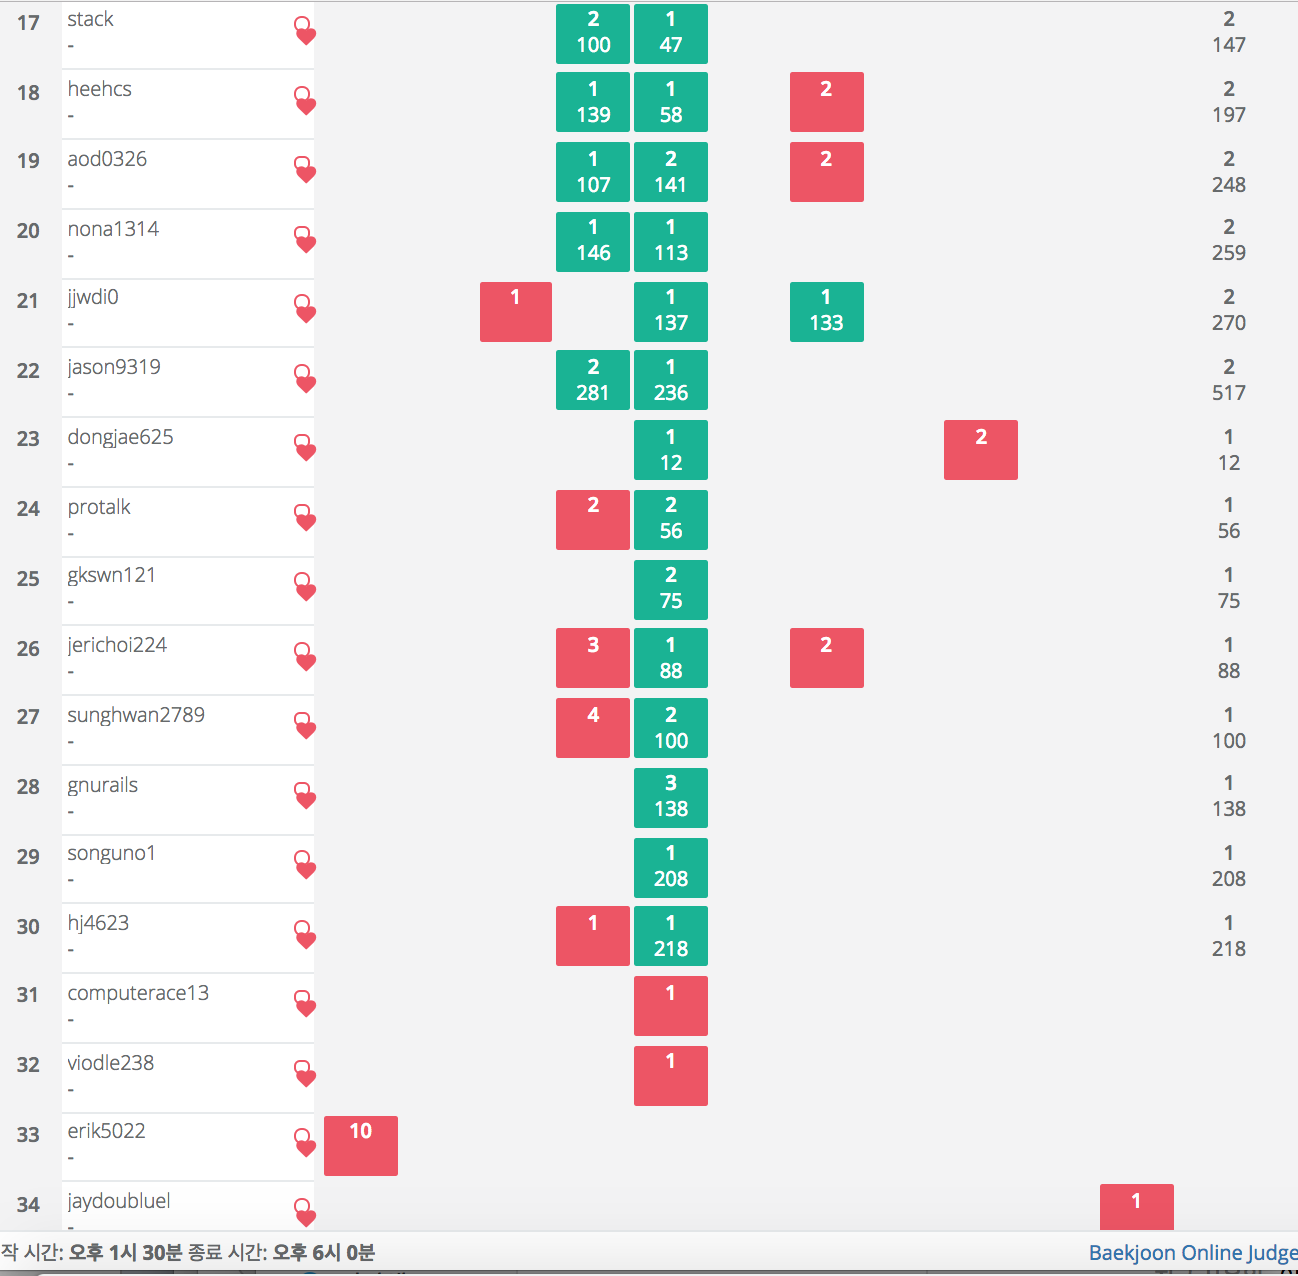 17 stack 2 1 2
- 100 47 147
18 heehcs 1 1 2 2
- 139 58 197
19 aod0326 1 2 2 2
- 107 141 248
20 nona1314 1 1 2
- 146 113 259
21 jjwdi0 1 1 1 2
- 137 133 270
22 jason9319 2 1 2
- 281 236 517
23 dongjae625 1 2 1
- 12 12
24 protalk 2 2 1
- 56 56
25 gkswn121 2 1
- 75 75
26 jerichoi224 3 1 2 1
- 88 88
27 sunghwan2789 4 2 1
- 100 100
28 gnurails 3 1
- 138 138
29 songuno1 1 1
- 208 208
30 hj4623 1 1 1
- 218 218
31 computerace13 1
-
32 viodle238 1
-
33 erik5022 10
-
34 jaydoubluel 1
-
작 시간: 오후 1시 30분 종료 시간: 오후 6시 0분 Baekjoon Online Judge